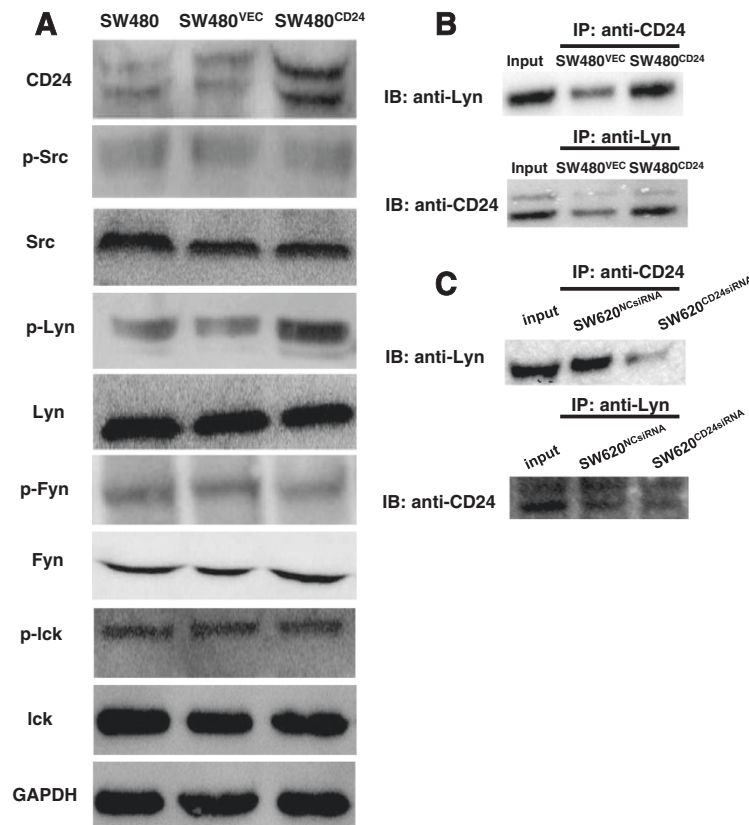 A
SW480 SW480VEC SW480CD24
CD24
p-Src
Src
p-Lyn
Lyn
p-Fyn
Fyn
p-lck
lck
GAPDH
B
IP: anti-CD24
Input SW480VEC SW480CD24
IB: anti-Lyn
IP: anti-Lyn
Input SW480VEC SW480CD24
IB: anti-CD24
C
IP: anti-CD24
input SW620NCsiRNA SW620CD24siRNA
IB: anti-Lyn
IP: anti-Lyn
input SW620NCsiRNA SW620CD24siRNA
IB: anti-CD24